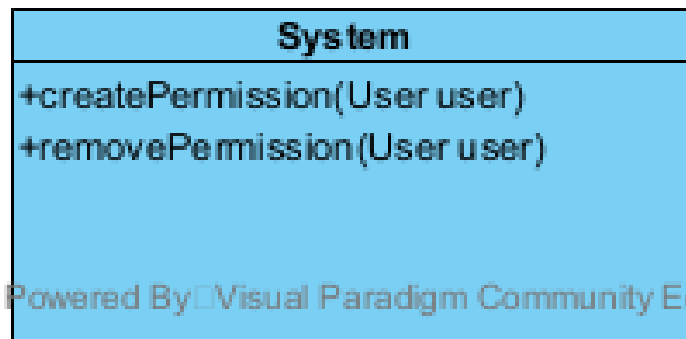 System
+createPermission(User user)
+removePermission(User user)
Powered By Visual Paradigm Community E